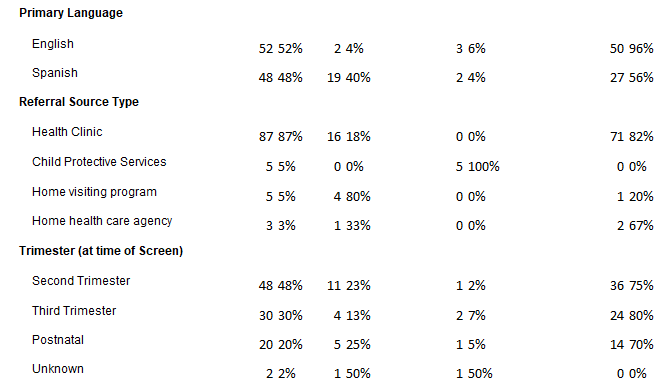 Primary Language
English 52 52% 2 4% 3 6% 50 96%
Spanish 48 48% 19 40% 2 4% 27 56%
Referral Source Type
Health Clinic 87 87% 16 18% 0 0% 71 82%
Child Protective Services 5 5% 0 0% 5 100% 0 0%
Home visiting program 5 5% 4 80% 0 0% 1 20%
Home health care agency 3 3% 1 33% 0 0% 2 67%
Trimester (at time of Screen)
Second Trimester 48 48% 11 23% 1 2% 36 75%
Third Trimester 30 30% 4 13% 2 7% 24 80%
Postnatal 20 20% 5 25% 1 5% 14 70%
Unknown 2 2% 1 50% 1 50% 0 0%